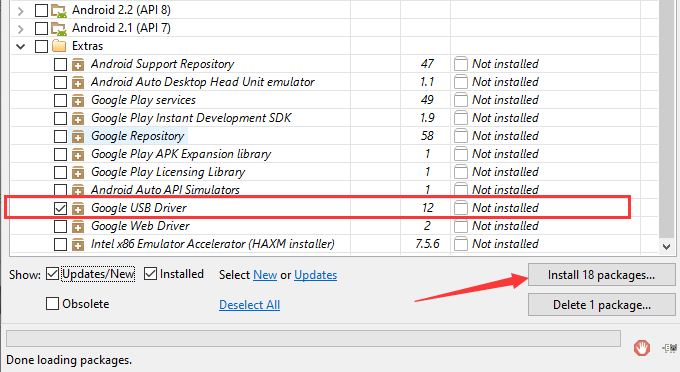 Android 2.2 (API 8)
Android 2.1 (API 7)
Extras
Android Support Repository 47 Not installed
Android Auto Desktop Head Unit emulator 1.1 Not installed
Google Play services 49 Not installed
Google Play Instant Development SDK 1.9 Not installed
Google Repository 58 Not installed
Google Play APK Expansion library 1 Not installed
Google Play Licensing Library 1 Not installed
Android Auto API Simulators 1 Not installed
Google USB Driver 12 Not installed
Google Web Driver 2 Not installed
Intel x86 Emulator Accelerator (HAXM installer) 7.5.6 Not installed
Show: Updates/New Installed Select New or Updates Install 18 packages...
Obsolete Deselect All Delete 1 package...
Done loading packages.